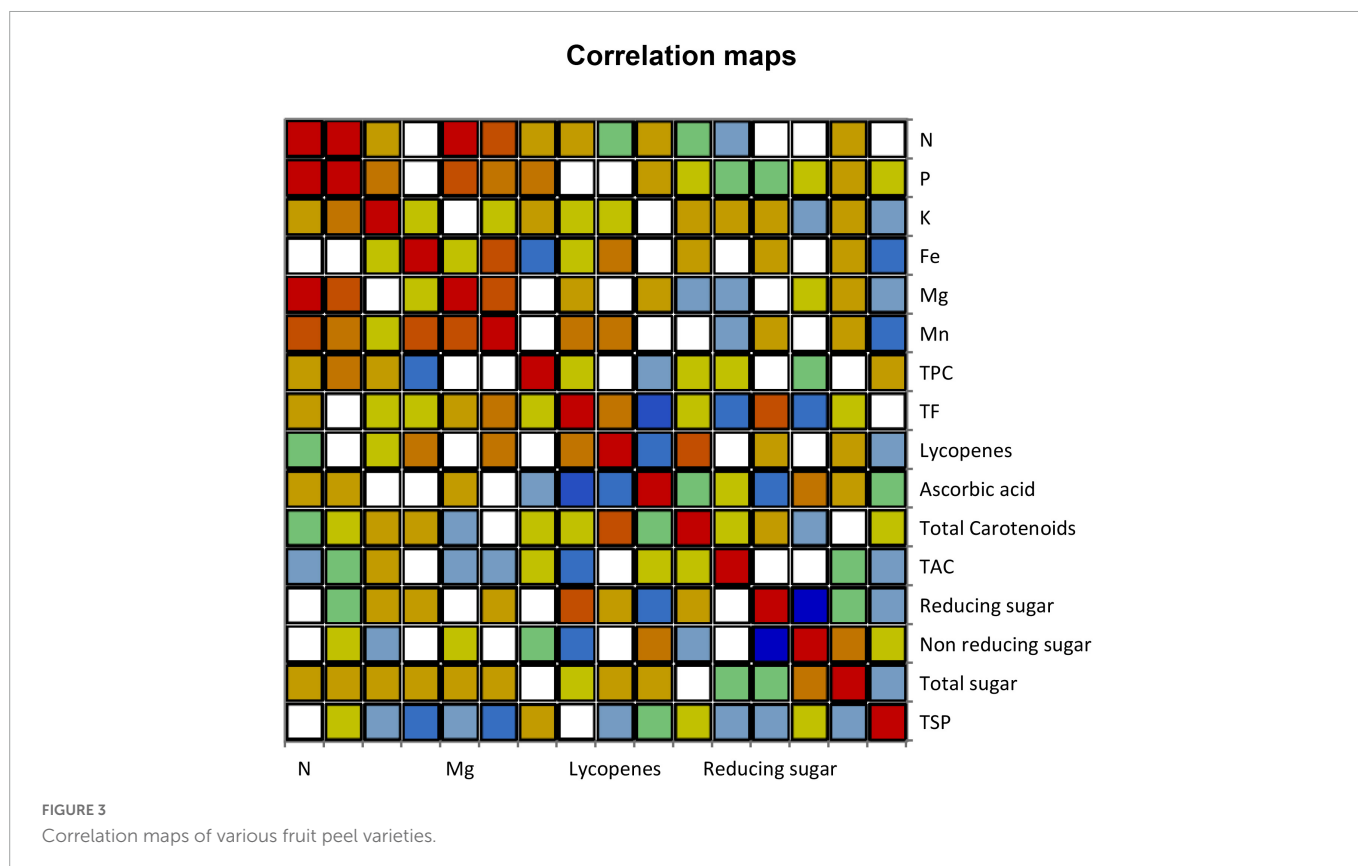 Correlation maps
N
P
K
Fe
Mg
Mn
TPC
TF
Lycopenes
Ascorbic acid
Total Carotenoids
TAC
Reducing sugar
Non reducing sugar
Total sugar
TSP
N Mg Lycopenes Reducing sugar
FIGURE 3
Correlation maps of various fruit peel varieties.